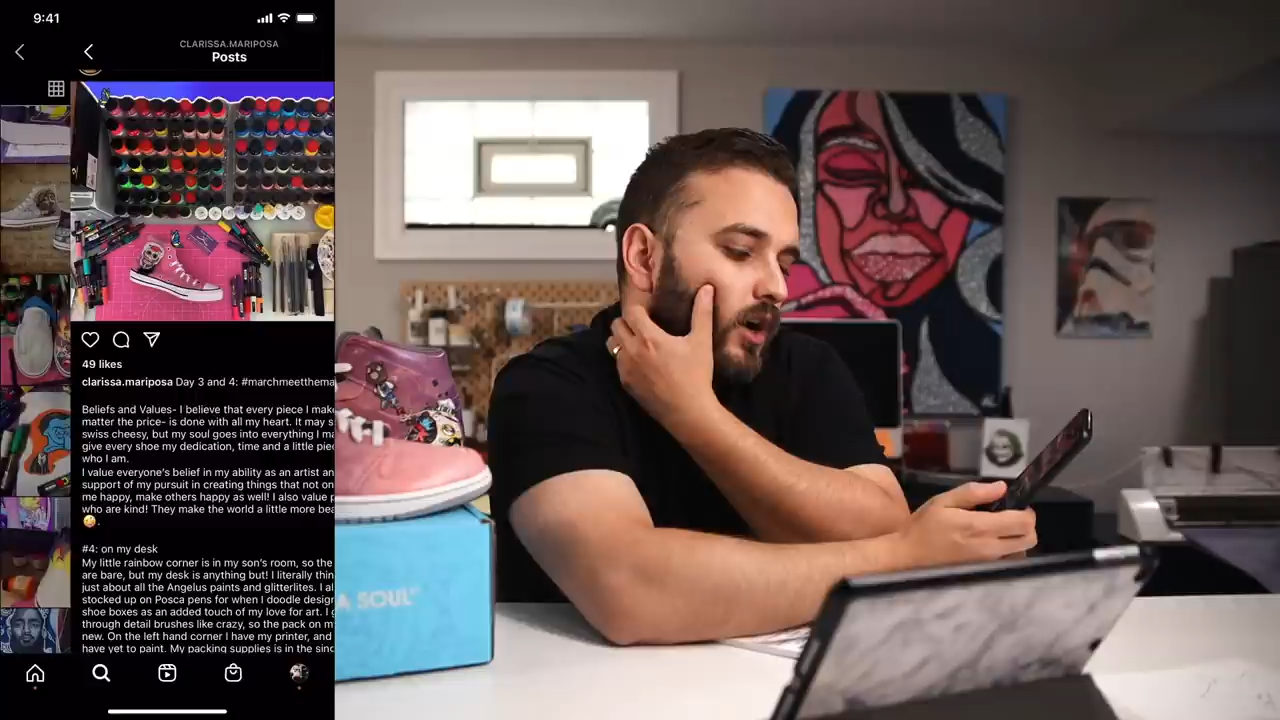 9:41
CLARISSA.MARIPOSA
Posts
49 likes
clarissa.mariposa Day 3 and 4: #marchmeetthema
Beliefs and Values- I believe that every piece I make
matter the price- is done with all my heart. It may s
swiss cheesy, but my soul goes into everything I ma
give every shoe my dedication, time and a little pie
who I am.
I value everyone's belief in my ability as an artist an
support of my pursuit in creating things that not on
me happy, make others happy as well! I also value p
who are kind! They make the world a little more bea
🤪.
#4: on my desk
My little rainbow corner is in my son's room, so the
are bare, but my desk is anything but! I literally thin
just about all the Angelus paints and glitterlites. I al
stocked up on Posca pens for when I doodle design
shoe boxes as an added touch of my love for art. I g
through detail brushes like crazy, so the pack on m
new. On the left hand corner I have my printer, and
have yet to paint. My packing supplies is in the sing
A SOUL"